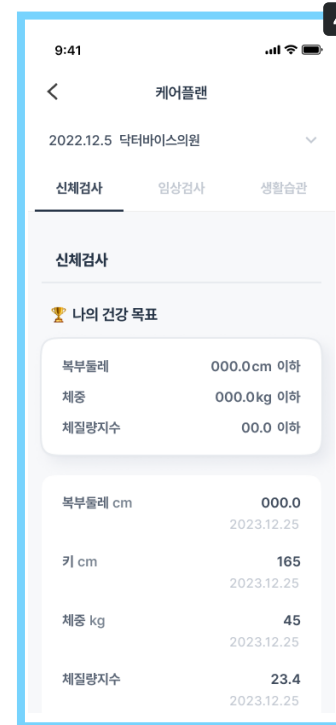 9:41
케어플랜
2022.12.5 닥터바이스의원
신체검사 임상검사 생활습관
신체검사
🏆 나의 건강 목표
복부둘레 000.0cm 이하
체중 000.0kg 이하
체질량지수 00.0 이하
복부둘레 cm 000.0
2023.12.25
키 cm 165
2023.12.25
체중 kg 45
2023.12.25
체질량지수 23.4
2023.12.25